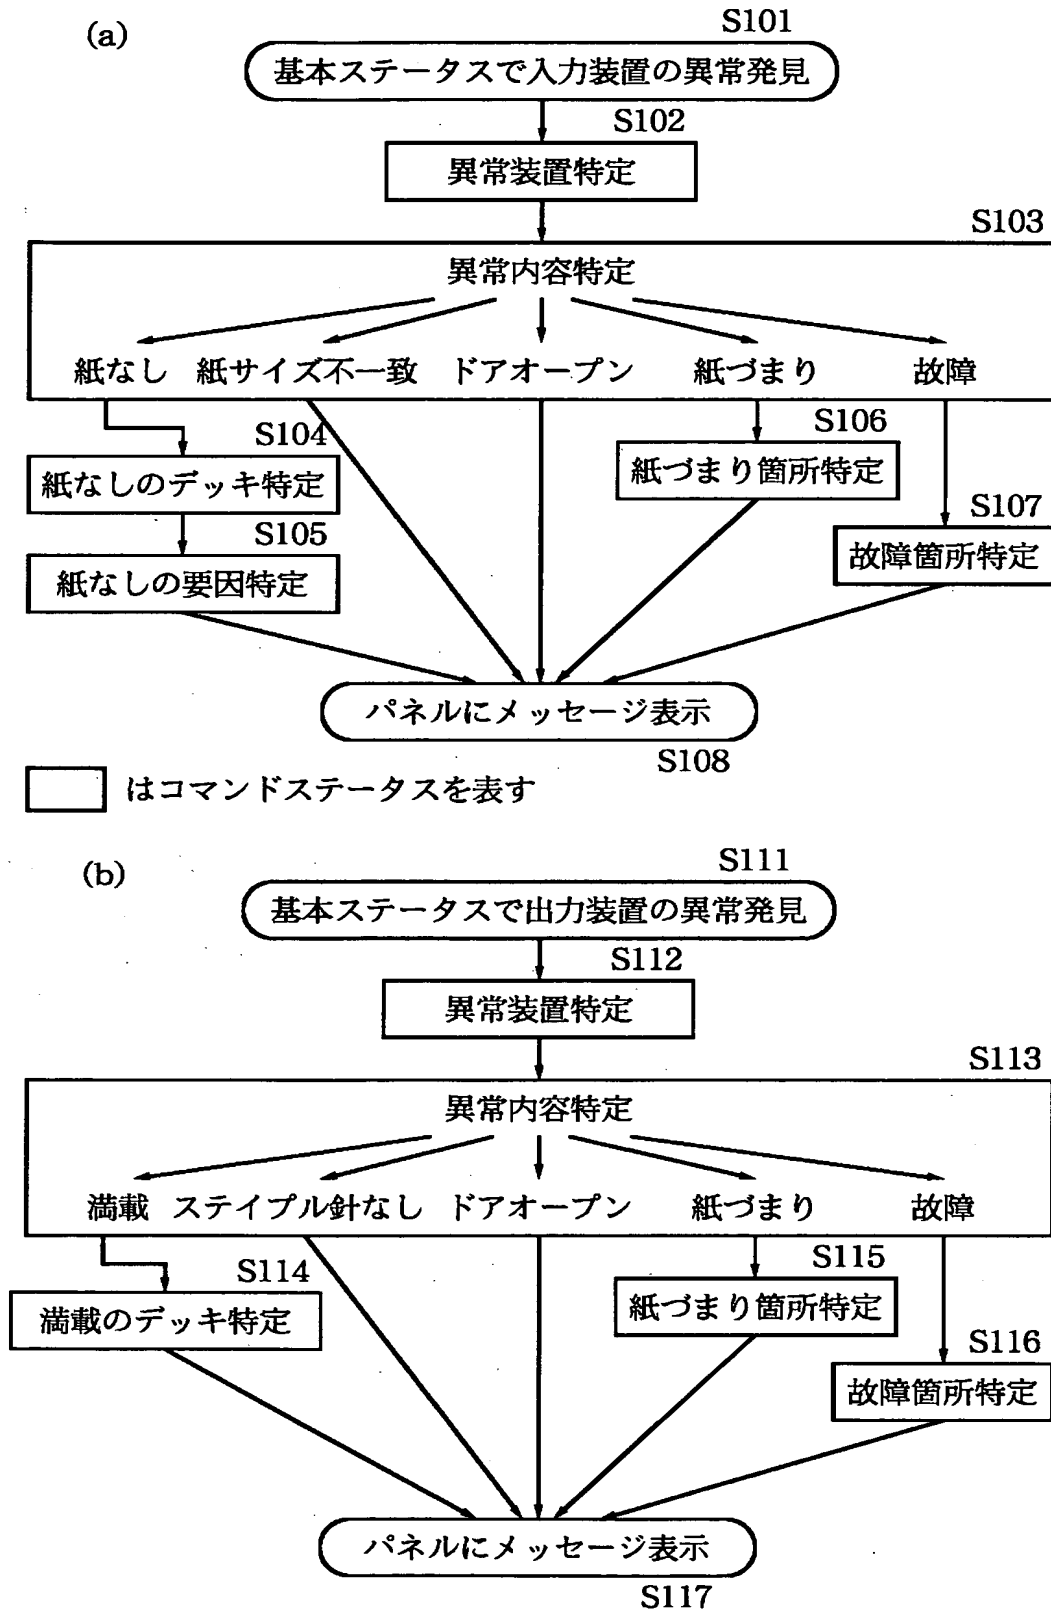 (a)
S101
基本ステータスで入力装置の異常発見
S102
異常装置特定
S103
異常内容特定
紙なし 紙サイズ不一致 ドアオープン 紙づまり 故障
S104
紙なしのデッキ特定
S106
紙づまり箇所特定
S105
紙なしの要因特定
S107
故障箇所特定
パネルにメッセージ表示
S108
はコマンドステータスを表す
(b)
S111
基本ステータスで出力装置の異常発見
S112
異常装置特定
S113
異常内容特定
満載 ステイプル針なし ドアオープン 紙づまり 故障
S114
満載のデッキ特定
S115
紙づまり箇所特定
S116
故障箇所特定
パネルにメッセージ表示
S117